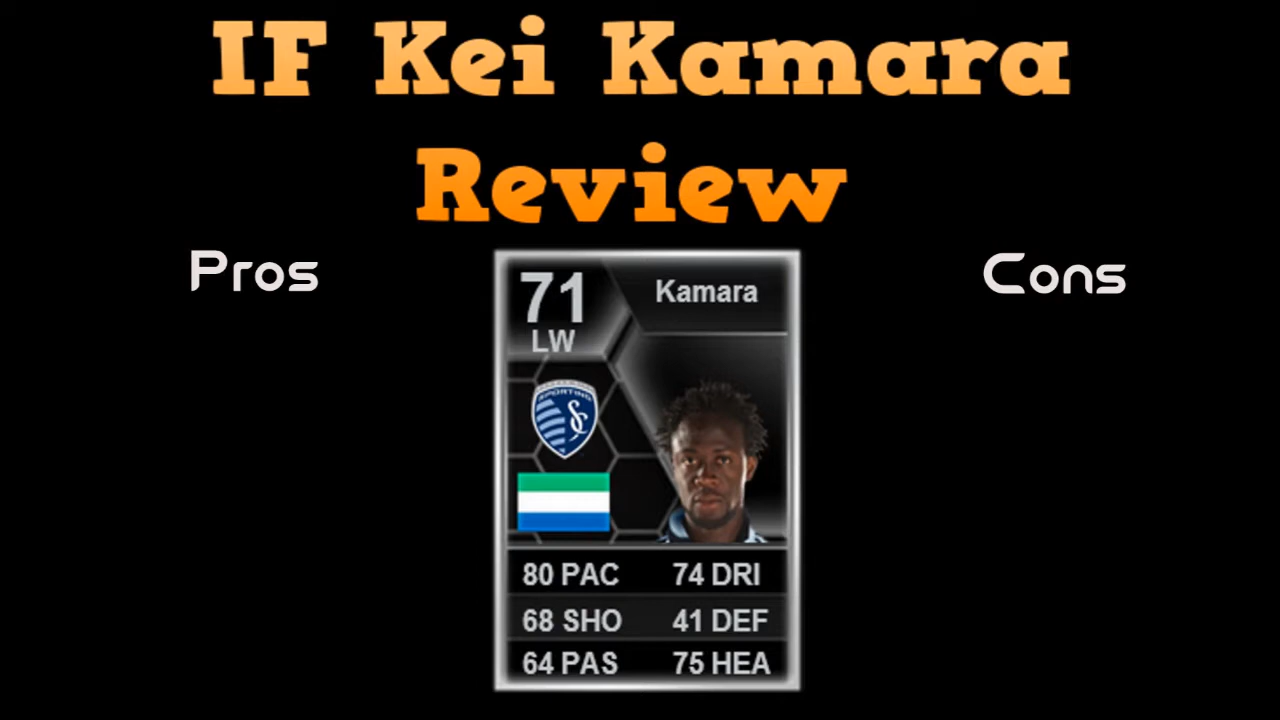 IF Kei Kamara
Review
Pros
Cons
71
Kamara
LW
SPORTING
80 PAC 74 DRI
68 SHO 41 DEF
64 PAS 75 HEA